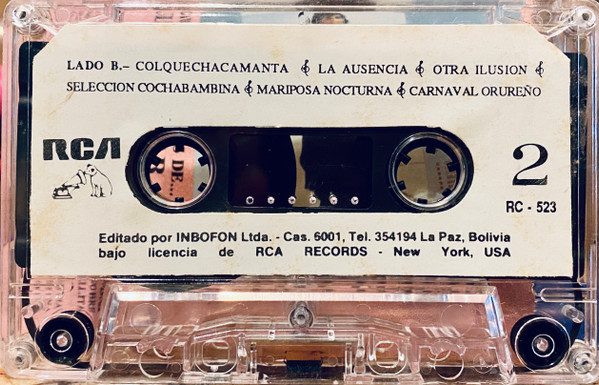 LADO B.– COLQUECHACAMANTA LA AUSENCIA OTRA ILUSION
SELECCION COCHABAMBINA MARIPOSA NOCTURNA CARNAVAL ORUREÑO
RCA
2
DE...
RC - 523
Editado por INBOFON Ltda. - Cas. 6001, Tel. 354194 La Paz, Bolivia
bajo licencia de RCA RECORDS - New York, USA